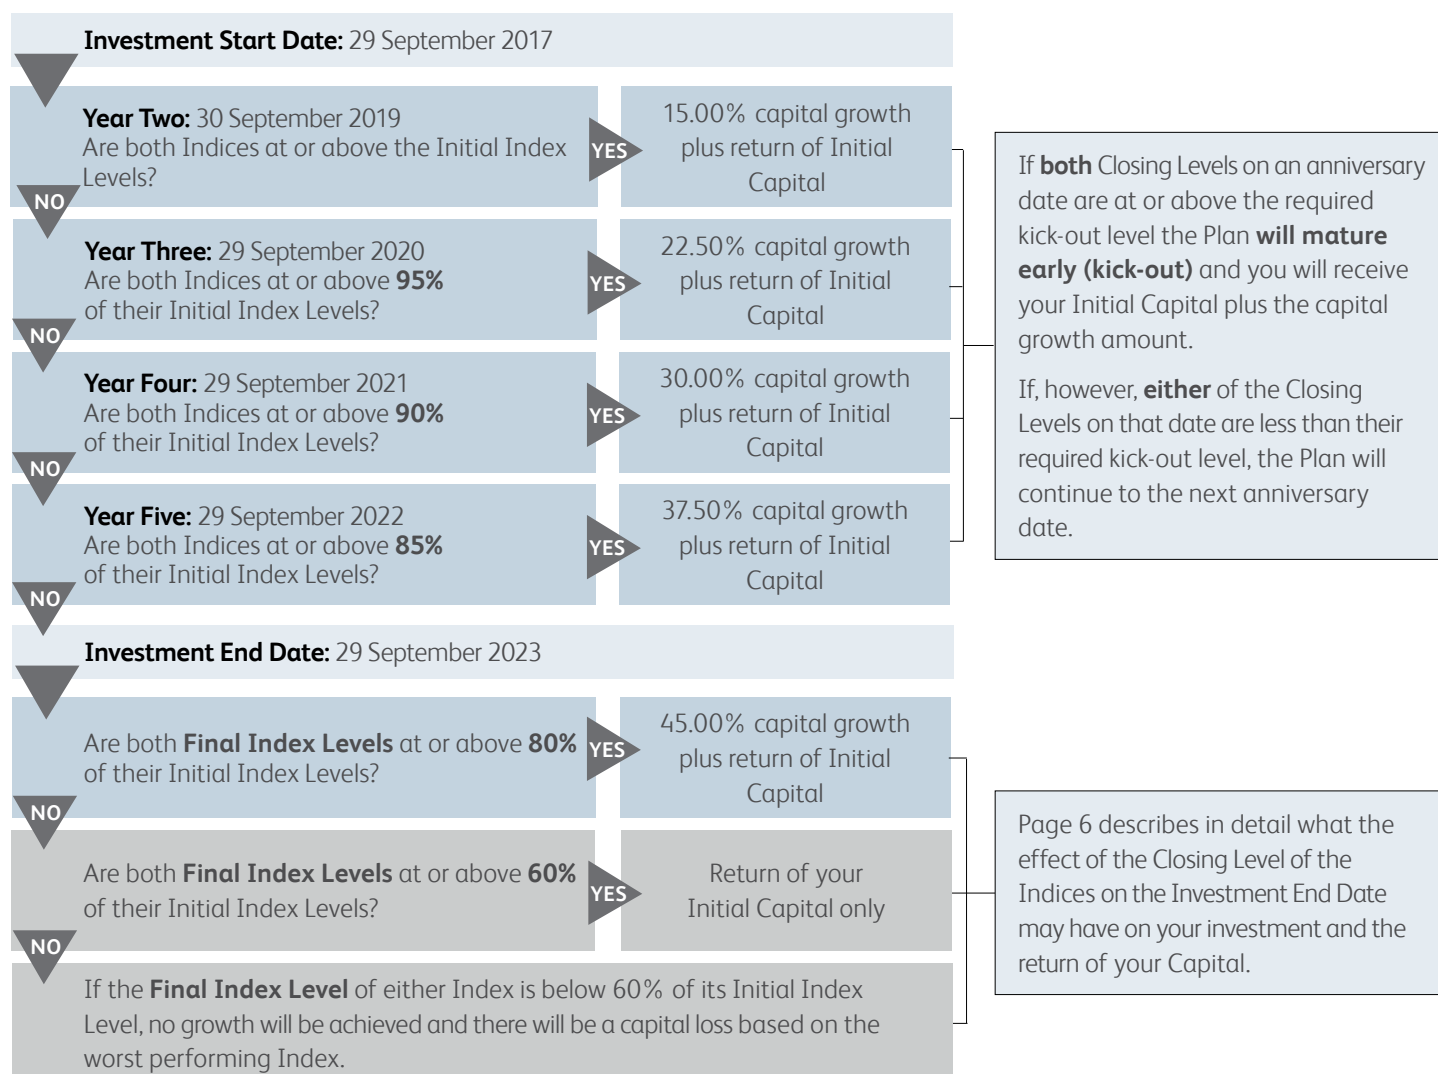 Investment Start Date: 29 September 2017
Year Two: 30 September 2019
Are both Indices at or above the Initial Index
Levels?
YES
15.00% capital growth
plus return of Initial
Capital
NO
Year Three: 29 September 2020
Are both Indices at or above 95%
of their Initial Index Levels?
YES
22.50% capital growth
plus return of Initial
Capital
NO
Year Four: 29 September 2021
Are both Indices at or above 90%
of their Initial Index Levels?
YES
30.00% capital growth
plus return of Initial
Capital
NO
Year Five: 29 September 2022
Are both Indices at or above 85%
of their Initial Index Levels?
YES
37.50% capital growth
plus return of Initial
Capital
NO
If both Closing Levels on an anniversary
date are at or above the required
kick-out level the Plan will mature
early (kick-out) and you will receive
your Initial Capital plus the capital
growth amount.
If, however, either of the Closing
Levels on that date are less than their
required kick-out level, the Plan will
continue to the next anniversary
date.
Investment End Date: 29 September 2023
Are both Final Index Levels at or above 80%
of their Initial Index Levels?
YES
45.00% capital growth
plus return of Initial
Capital
NO
Are both Final Index Levels at or above 60%
of their Initial Index Levels?
YES
Return of your
Initial Capital only
NO
If the Final Index Level of either Index is below 60% of its Initial Index
Level, no growth will be achieved and there will be a capital loss based on the
worst performing Index.
Page 6 describes in detail what the
effect of the Closing Level of the
Indices on the Investment End Date
may have on your investment and the
return of your Capital.